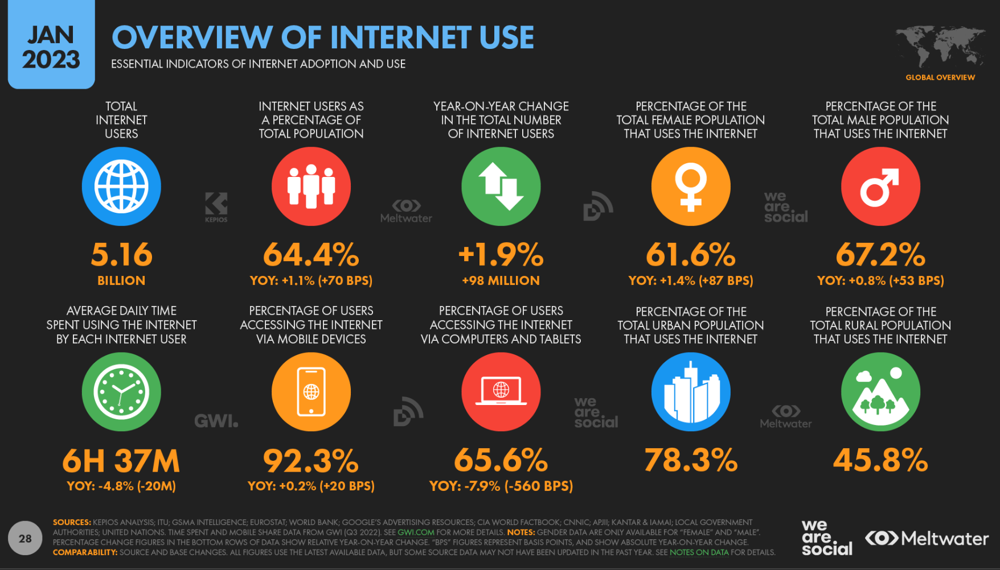 JAN
2023
OVERVIEW OF INTERNET USE
ESSENTIAL INDICATORS OF INTERNET ADOPTION AND USE
GLOBAL OVERVIEW
TOTAL
INTERNET
USERS
5.16
BILLION
INTERNET USERS AS
A PERCENTAGE OF
TOTAL POPULATION
64.4%
YOY: +1.1% (+70 BPS)
YEAR-ON-YEAR CHANGE
IN THE TOTAL NUMBER
OF INTERNET USERS
+1.9%
+98 MILLION
PERCENTAGE OF THE
TOTAL FEMALE POPULATION
THAT USES THE INTERNET
61.6%
YOY: +1.4% (+87 BPS)
PERCENTAGE OF THE
TOTAL MALE POPULATION
THAT USES THE INTERNET
67.2%
YOY: +0.8% (+53 BPS)
KEPIOS
Meltwater
we
are.
social
AVERAGE DAILY TIME
SPENT USING THE INTERNET
BY EACH INTERNET USER
6H 37M
YOY: -4.8% (-20M)
PERCENTAGE OF USERS
ACCESSING THE INTERNET
VIA MOBILE DEVICES
92.3%
YOY: +0.2% (+20 BPS)
PERCENTAGE OF USERS
ACCESSING THE INTERNET
VIA COMPUTERS AND TABLETS
65.6%
YOY: -7.9% (-560 BPS)
PERCENTAGE OF THE
TOTAL URBAN POPULATION
THAT USES THE INTERNET
78.3%
PERCENTAGE OF THE
TOTAL RURAL POPULATION
THAT USES THE INTERNET
45.8%
GWI.
we
are.
social
Meltwater
28
SOURCES: KEPIOS ANALYSIS; ITU; GSMA INTELLIGENCE; EUROSTAT; WORLD BANK; GOOGLE'S ADVERTISING RESOURCES; CIA WORLD FACTBOOK; CNNIC; APJII; KANTAR & IAMAI; LOCAL GOVERNMENT
AUTHORITIES; UNITED NATIONS. TIME SPENT AND MOBILE SHARE DATA FROM GWI (Q3 2022). SEE GWI.COM FOR MORE DETAILS. NOTES: GENDER DATA ARE ONLY AVAILABLE FOR "FEMALE" AND "MALE".
PERCENTAGE CHANGE FIGURES IN THE BOTTOM ROWS OF DATA SHOW RELATIVE YEAR-ON-YEAR CHANGE. "BPS" FIGURES REPRESENT BASIS POINTS, AND SHOW ABSOLUTE YEAR-ON-YEAR CHANGE.
COMPARABILITY: SOURCE AND BASE CHANGES. ALL FIGURES USE THE LATEST AVAILABLE DATA, BUT SOME SOURCE DATA MAY NOT HAVE BEEN UPDATED IN THE PAST YEAR. SEE NOTES ON DATA FOR DETAILS.
we
are.
social
Meltwater